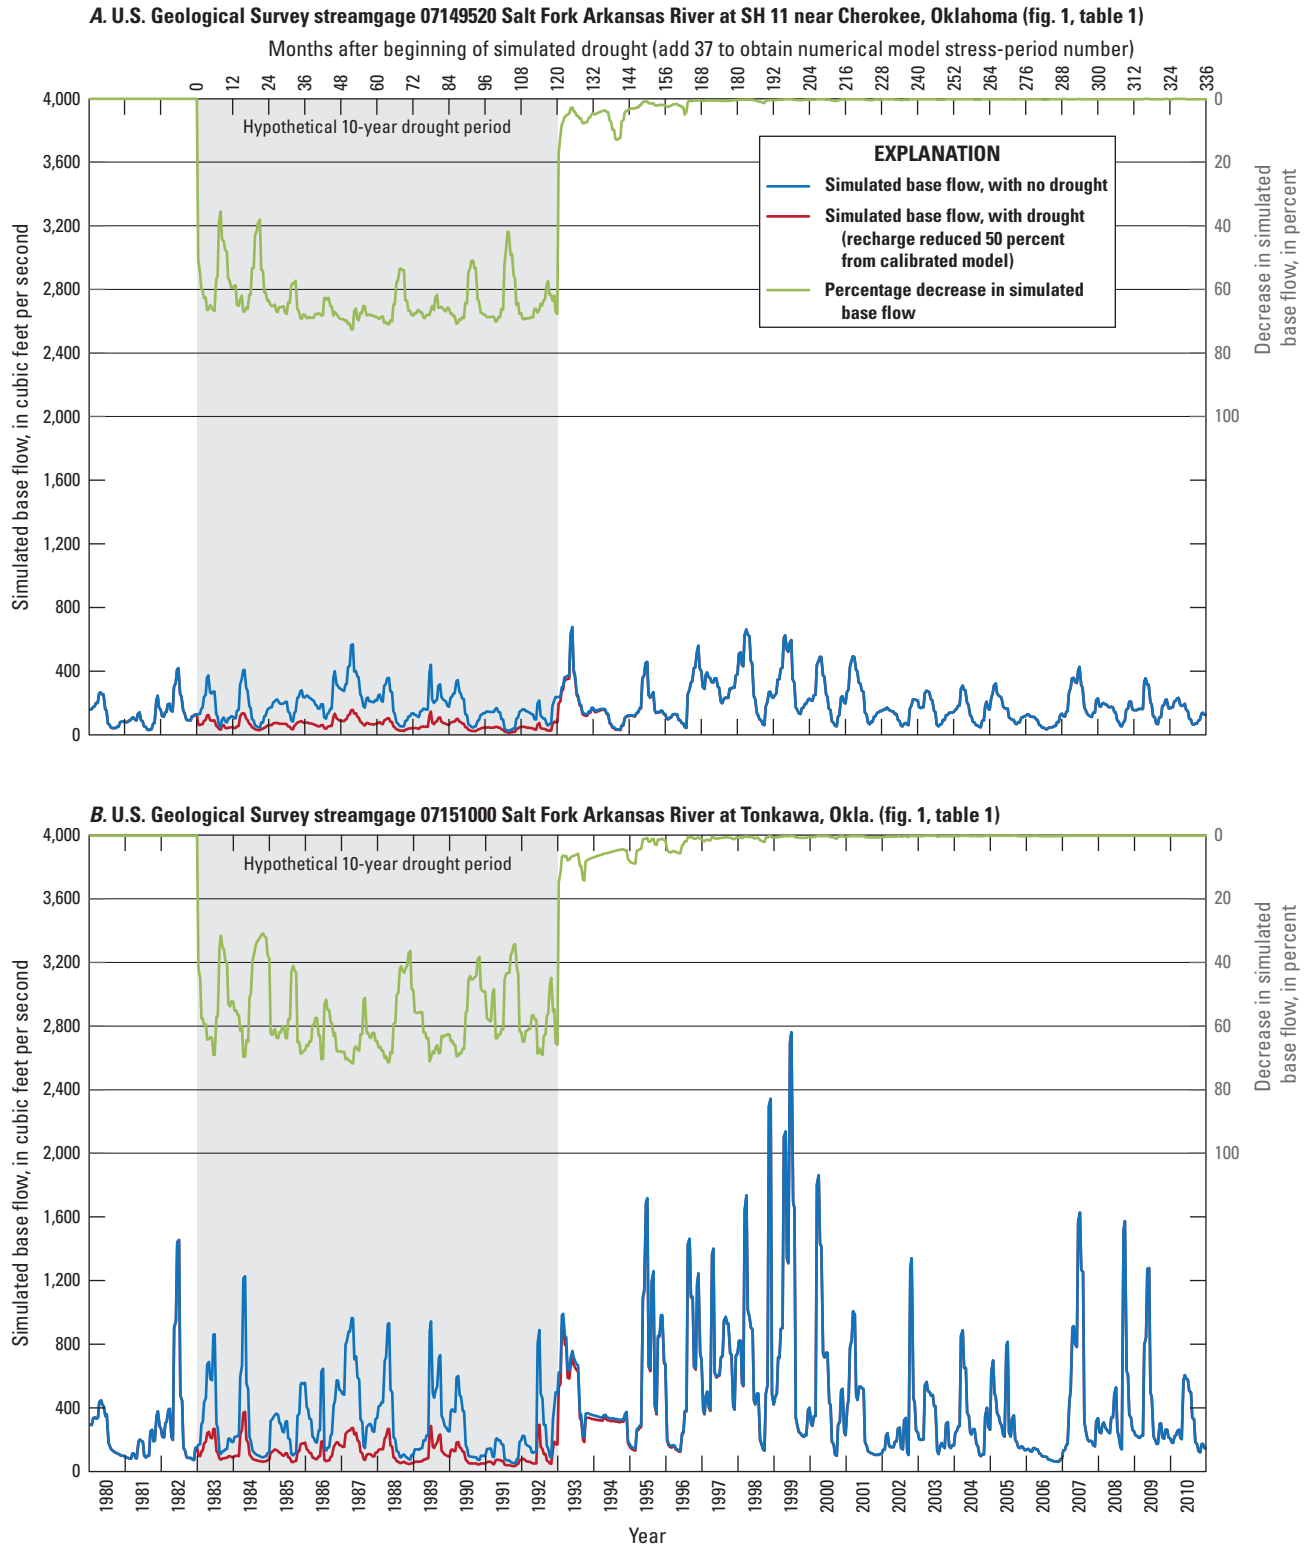 A. U.S. Geological Survey streamgage 07149520 Salt Fork Arkansas River at SH 11 near Cherokee, Oklahoma (fig. 1, table 1)
Months after beginning of simulated drought (add 37 to obtain numerical model stress-period number)
0 12 24 36 48 60 72 84 96 108 120 132 144 156 168 180 192 204 216 228 240 252 264 276 288 300 312 324 336
Hypothetical 10-year drought period
4,000
3,600
3,200
2,800
2,400
2,000
1,600
1,200
800
400
0
Simulated base flow, in cubic feet per second
EXPLANATION
Simulated base flow, with no drought
Simulated base flow, with drought
(recharge reduced 50 percent
from calibrated model)
Percentage decrease in simulated
base flow
0
20
40
60
80
100
Decrease in simulated
base flow, in percent
B. U.S. Geological Survey streamgage 07151000 Salt Fork Arkansas River at Tonkawa, Okla. (fig. 1, table 1)
Hypothetical 10-year drought period
4,000
3,600
3,200
2,800
2,400
2,000
1,600
1,200
800
400
0
Simulated base flow, in cubic feet per second
0
20
40
60
80
100
Decrease in simulated
base flow, in percent
1980 1981 1982 1983 1984 1985 1986 1987 1988 1989 1990 1991 1992 1993 1994 1995 1996 1997 1998 1999 2000 2001 2002 2003 2004 2005 2006 2007 2008 2009 2010
Year